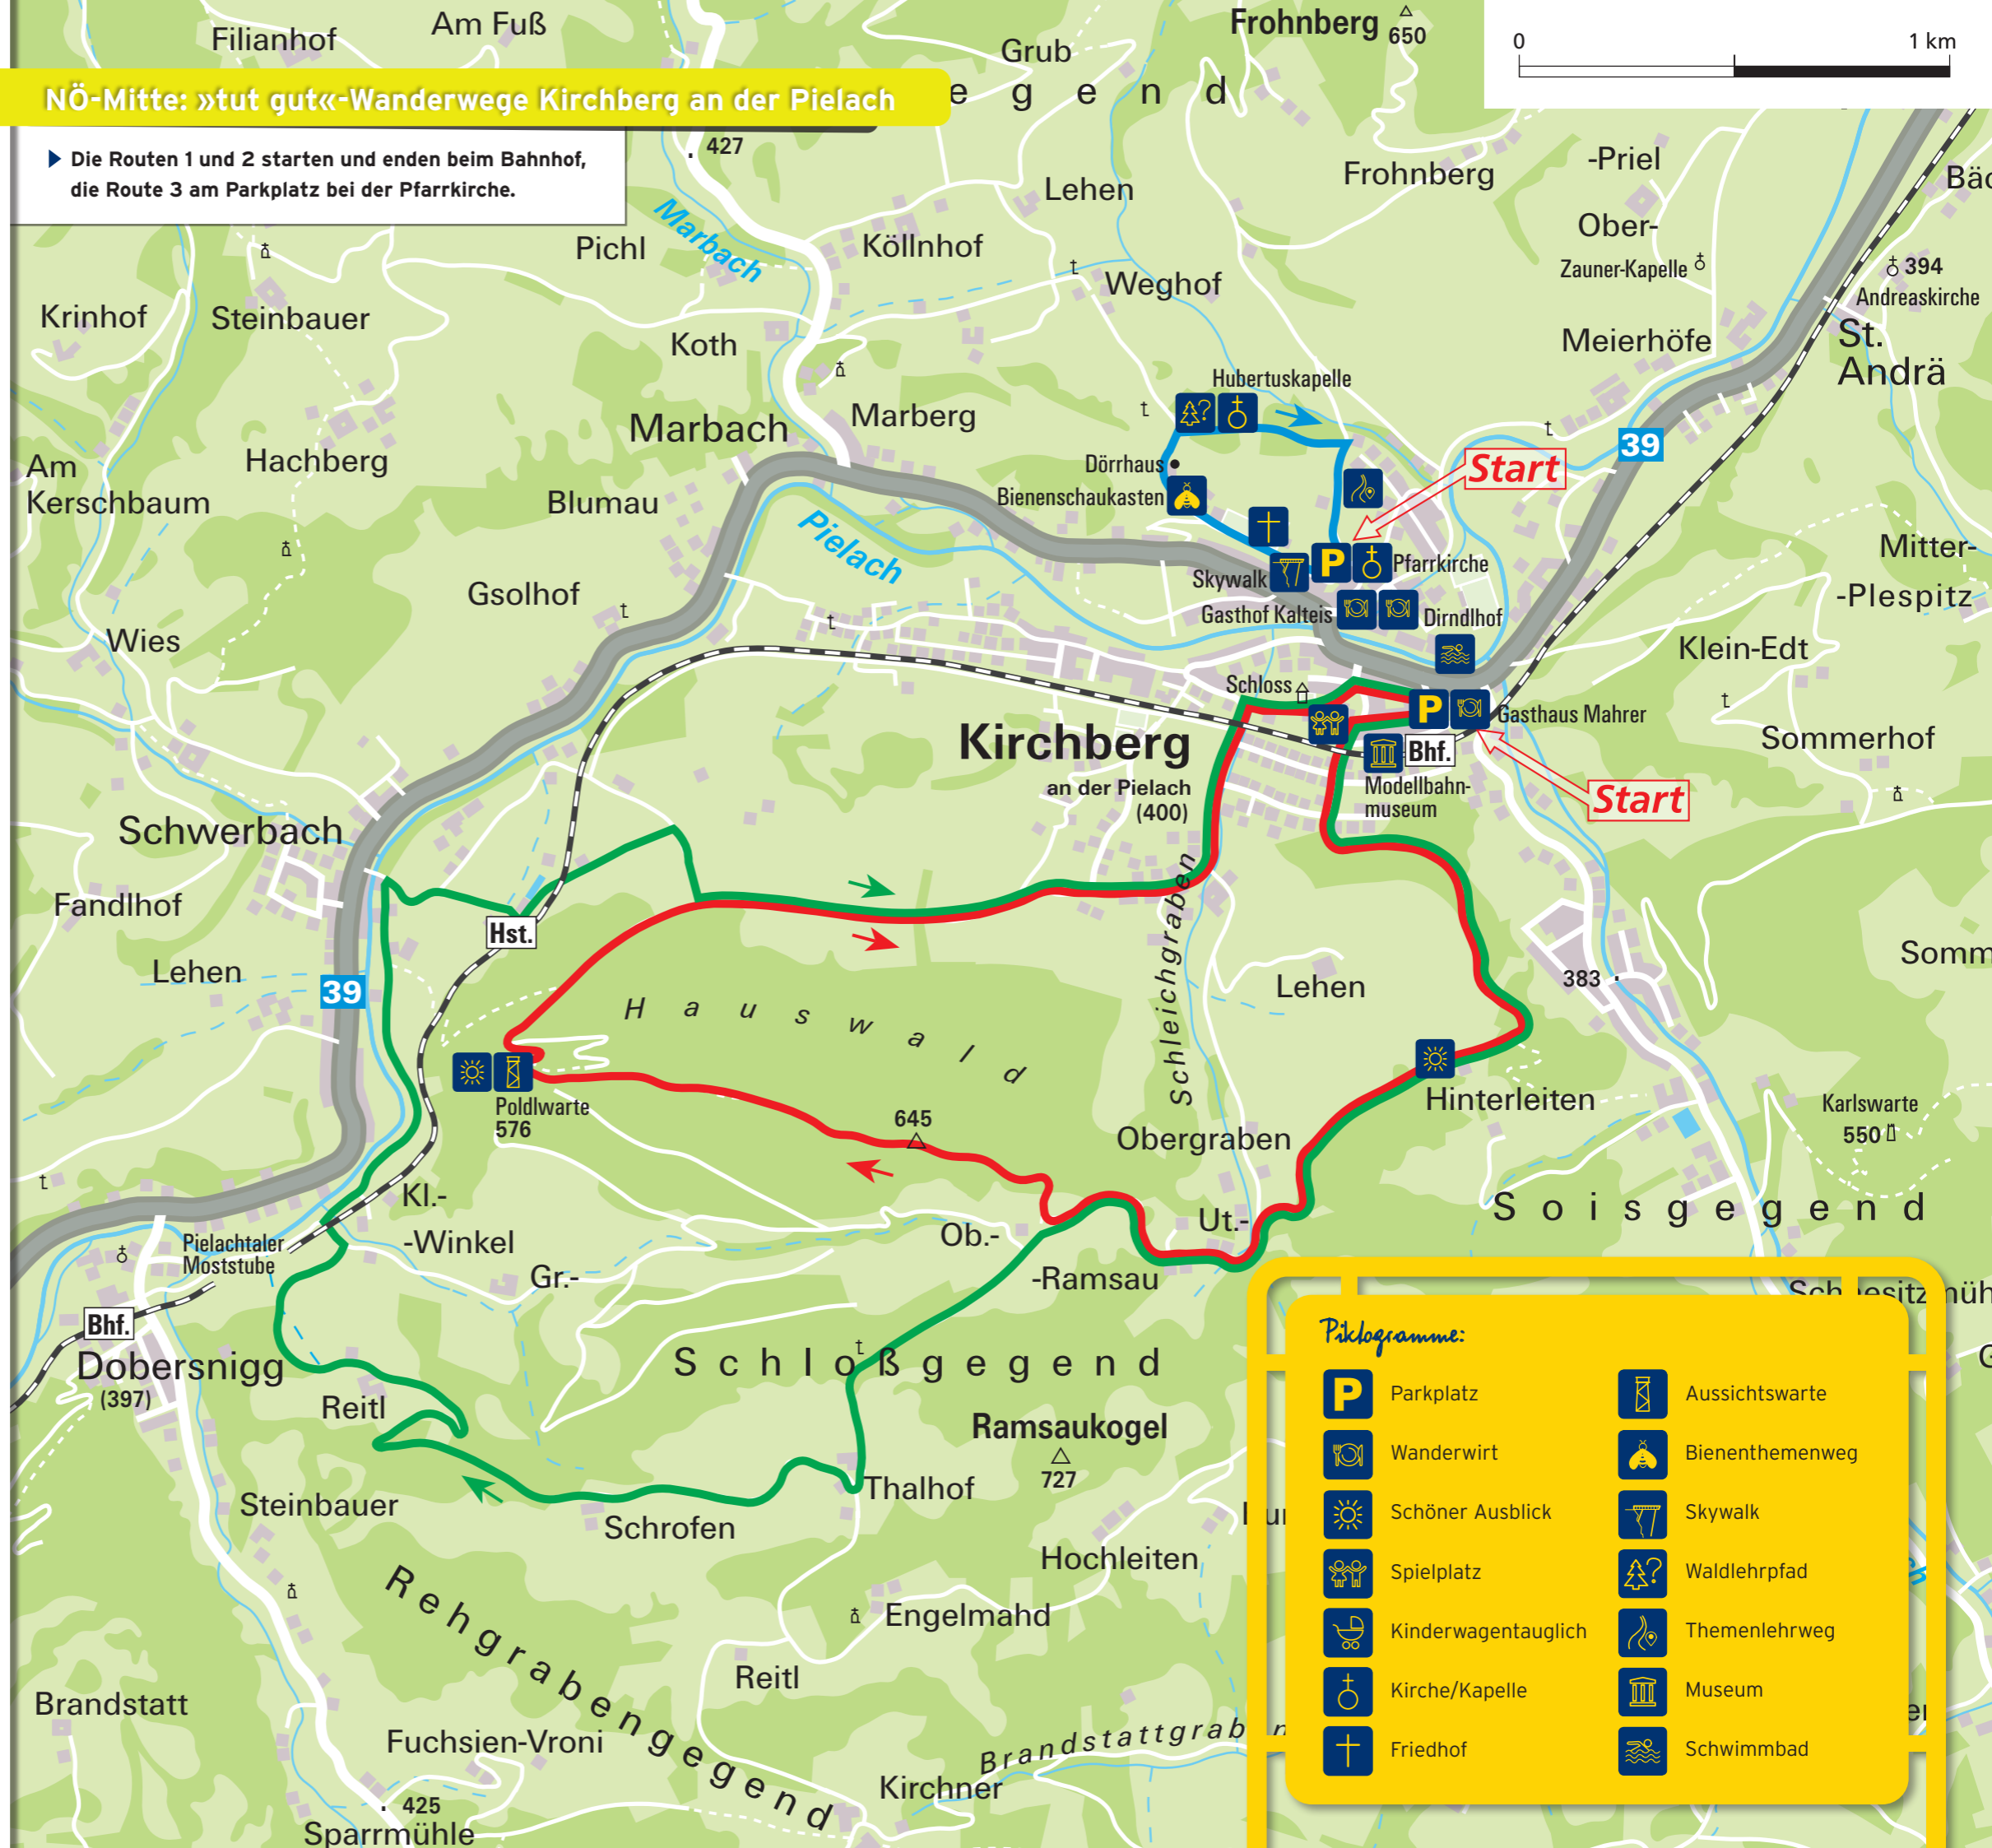 Filianhof
Am Fuß
Grub
Frohnberg
650
0
1 km
NÖ-Mitte: »tut gut«-Wanderwege Kirchberg an der Pielach
e g e n d
Die Routen 1 und 2 starten und enden beim Bahnhof,
die Route 3 am Parkplatz bei der Pfarrkirche.
427
Lehen
Frohnberg
-Priel
Ober-
Marbach
Pichl
Köllnhof
Weghof
Zauner-Kapelle
394
Andreaskirche
St.
Andrä
Krinhof
Steinbauer
Koth
Meierhöfe
Hubertuskapelle
Marbach
Marberg
39
Am
Kerschbaum
Hachberg
Blumau
Dörrhaus
Bienenschaukasten
Start
Pielach
Mitter-
-Plespitz
Gsolhof
Skywalk
P
Pfarrkirche
Gasthof Kalteis
Dirndlhof
Wies
Klein-Edt
Schloss
P
Gasthaus Mahrer
Sommerhof
Kirchberg
an der Pielach
(400)
Bhf.
Modellbahn-
museum
Start
Schwerbach
Fandlhof
Hst.
Lehen
39
Hauswald
Schleichgraben
Lehen
383
Poldlwarte
576
645
Hinterleiten
Obergraben
Karlswarte
550
Soisgegend
Kl.-
-Winkel
Ob.-
-Ramsau
Ut.-
Pielachtaler
Moststube
Gr.-
Bhf.
Dobersnigg
(397)
Schloßgegend
Reitl
Ramsaukogel
727
Thalhof
Steinbauer
Schrofen
Hochleiten
Rehgrabengegend
Engelmahd
Reitl
Brandstatt
Fuchsien-Vroni
Brandstattgrab
Kirchner
425
Sparrmühle
Piktogramme:
P Parkplatz
Wanderwirt
Schöner Ausblick
Spielplatz
Kinderwagentauglich
Kirche/Kapelle
Friedhof
Aussichtswarte
Bienenthemenweg
Skywalk
Waldlehrpfad
Themenlehrweg
Museum
Schwimmbad